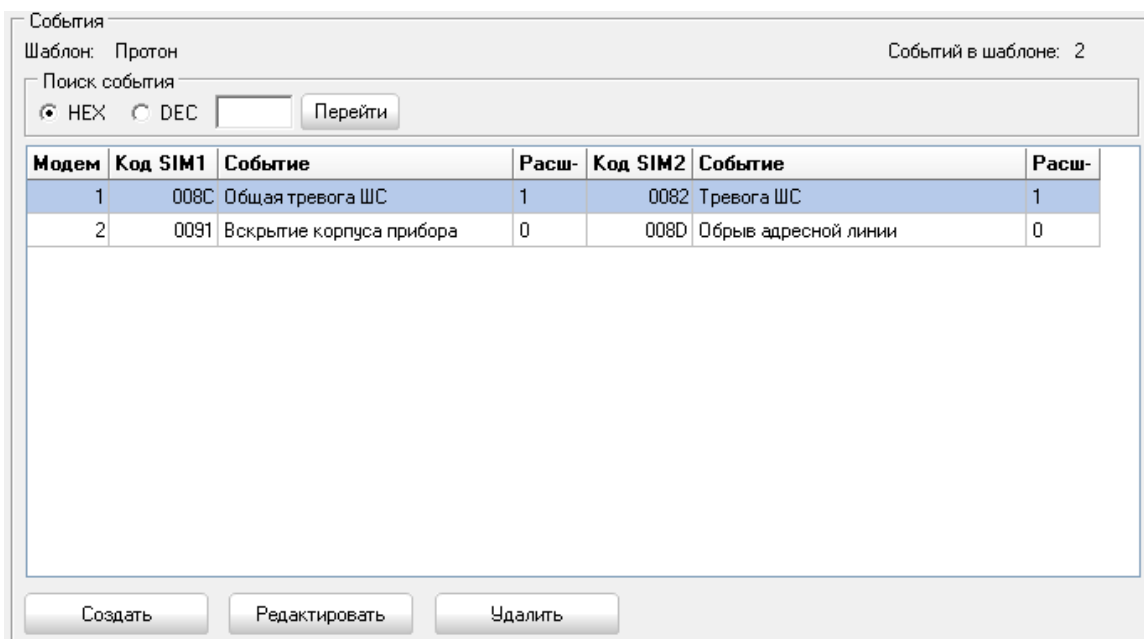 События
Шаблон: Протон Событий в шаблоне: 2
Поиск события
HEX DEC Перейти
Модем Код SIM1 Событие Расш- Код SIM2 Событие Расш-
1 008C Общая тревога ШС 1 0082 Тревога ШС 1
2 0091 Вскрытие корпуса прибора 0 008D Обрыв адресной линии 0
Создать Редактировать Удалить